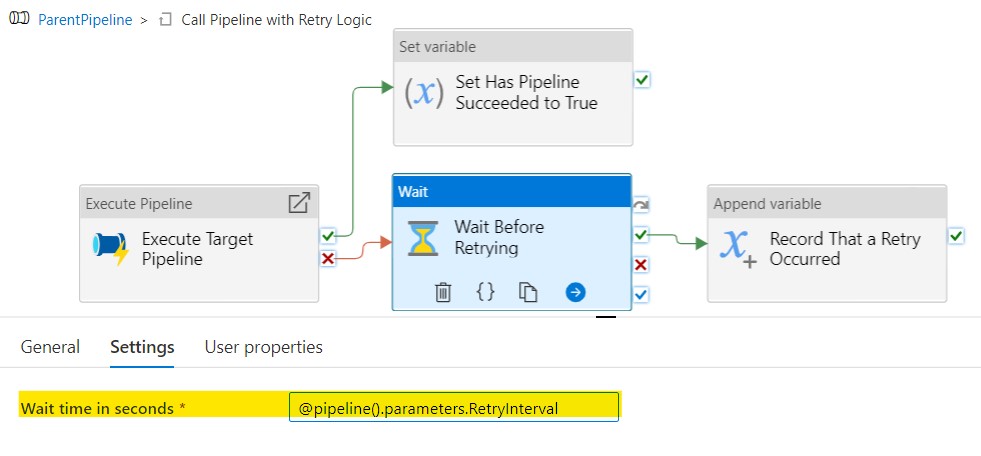 ParentPipeline > Call Pipeline with Retry Logic
Set variable
(x) Set Has Pipeline
Succeeded to True
Execute Pipeline
Execute Target
Pipeline
Wait
Wait Before
Retrying
{}
Append variable
x+ Record That a Retry
Occurred
General Settings User properties
Wait time in seconds * @pipeline().parameters.RetryInterval